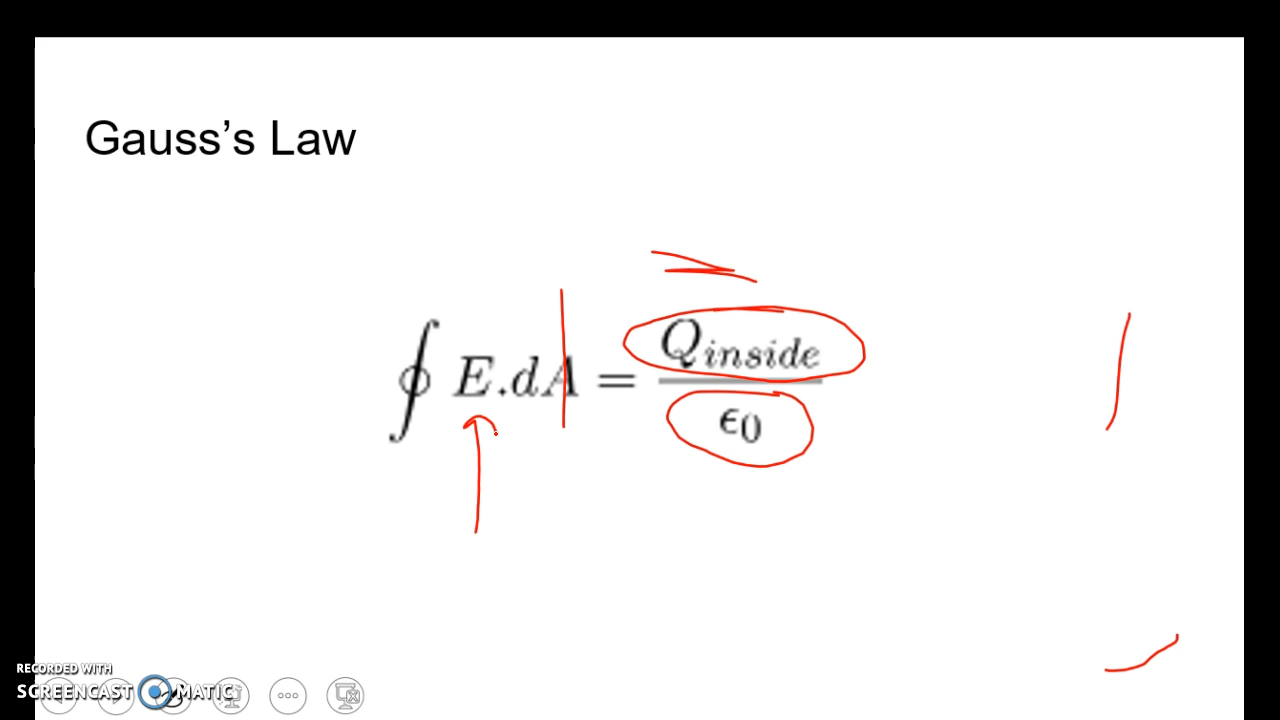 Gauss's Law
∮ E.dA = Q_inside / ϵ₀
RECORDED WITH
SCREENCAST MATIC